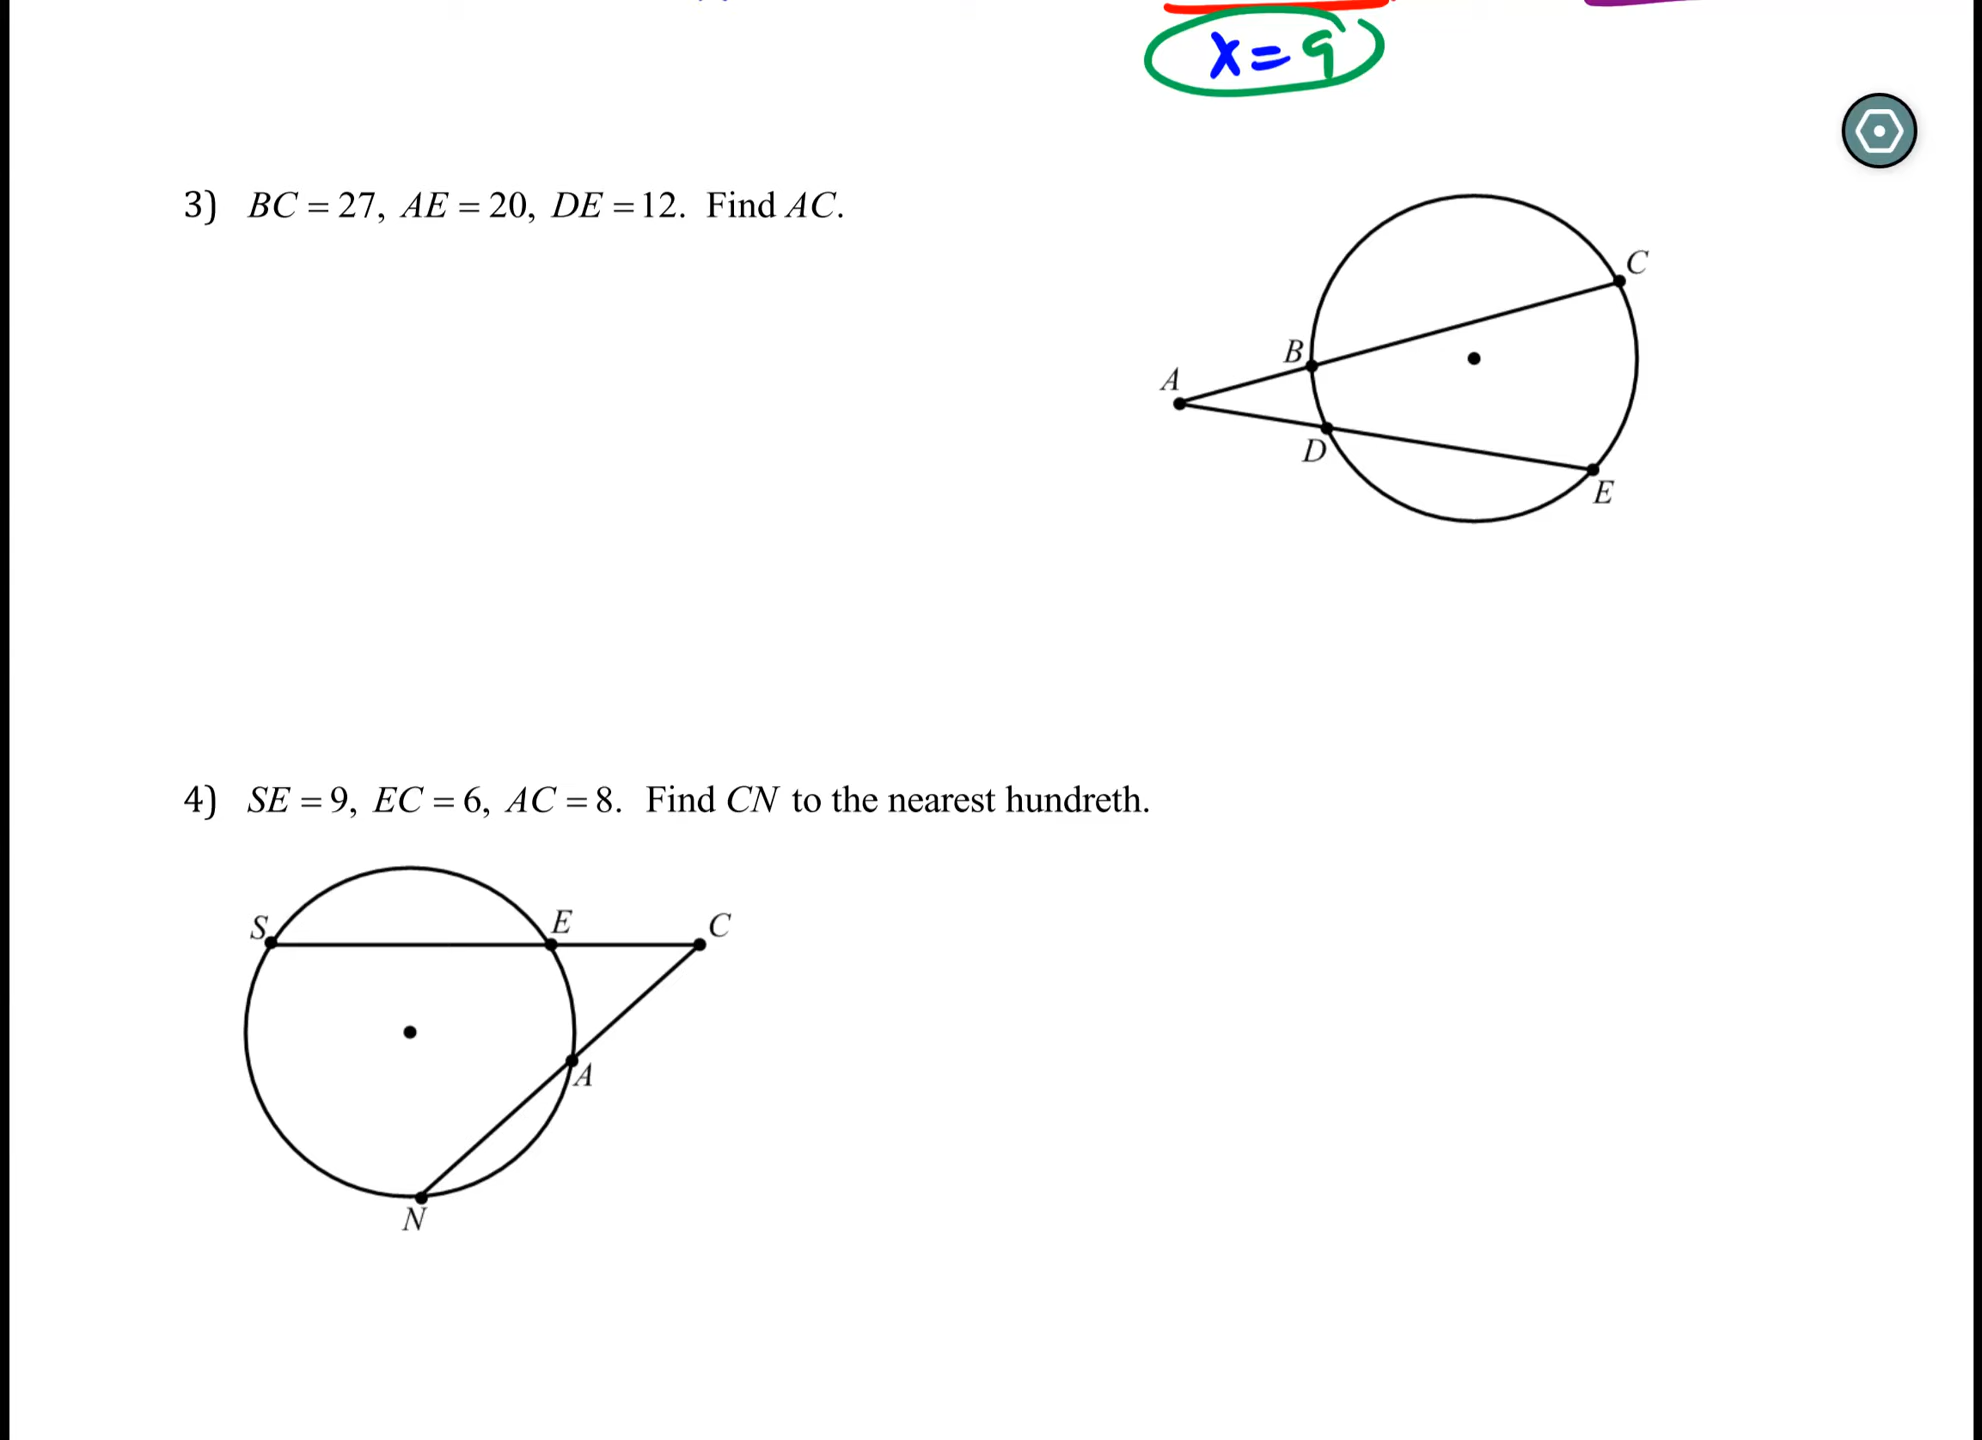 x=9
3) BC = 27, AE = 20, DE = 12. Find AC.
C
B
A
D
E
4) SE = 9, EC = 6, AC = 8. Find CN to the nearest hundreth.
S
E
C
A
N